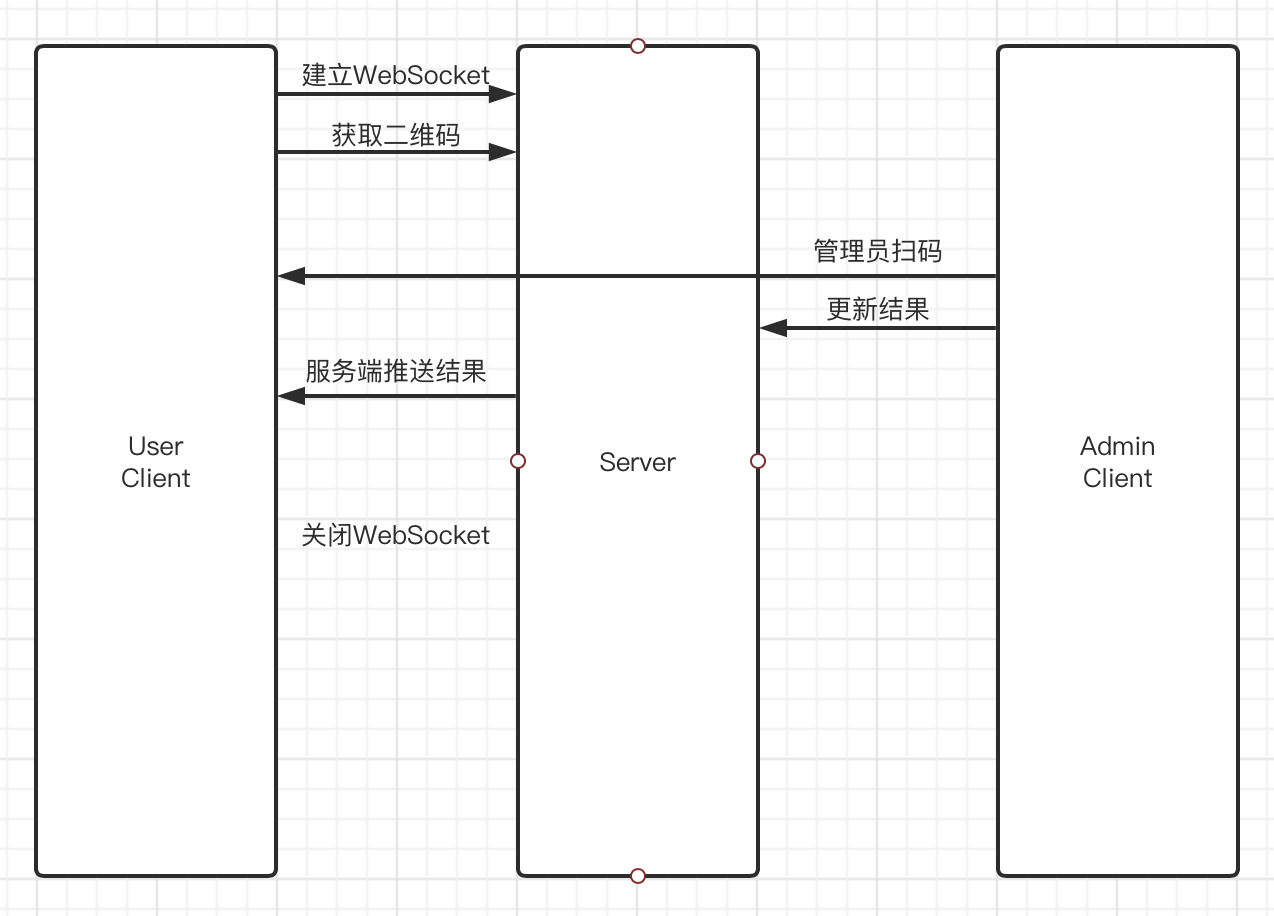 建立WebSocket
获取二维码
管理员扫码
更新结果
服务端推送结果
User
Client
Server
Admin
Client
关闭WebSocket